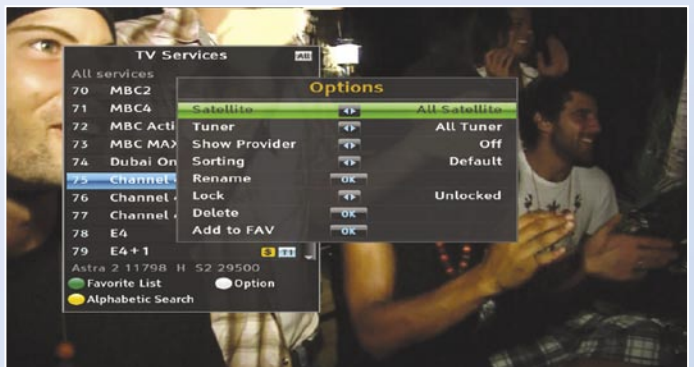 TV Services
All
All services
70 MBC2
71 MBC4
72 MBC Acti
73 MBC MAX
74 Dubai On
75 Channel
76 Channel
77 Channel
78 E4
79 E4+1 $ T1
Astra 2 11798 H S2 29500
Favorite List Option
Alphabetic Search
Options
Satellite All Satellite
Tuner All Tuner
Show Provider Off
Sorting Default
Rename OK
Lock Unlocked
Delete OK
Add to FAV OK